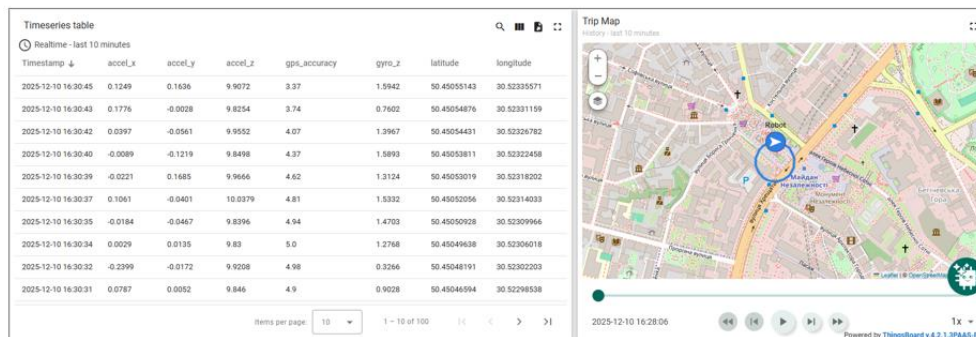 Timeseries table
Realtime - last 10 minutes
Timestamp accel_x accel_y accel_z gps_accuracy gyro_z latitude longitude
2025-12-10 16:30:45 0.1249 0.1636 9.9072 3.37 1.5942 50.45055143 30.52335571
2025-12-10 16:30:43 0.1776 -0.0028 9.8254 3.74 0.7602 50.45054876 30.52331159
2025-12-10 16:30:42 0.0397 -0.0561 9.9552 4.07 1.3967 50.45054431 30.52326782
2025-12-10 16:30:40 -0.0089 -0.1219 9.8498 4.37 1.5893 50.45053811 30.52322458
2025-12-10 16:30:39 -0.0221 0.1685 9.9666 4.62 1.3124 50.45053019 30.52318202
2025-12-10 16:30:37 0.1061 -0.0401 10.0379 4.81 1.5332 50.45052056 30.52314033
2025-12-10 16:30:35 -0.0184 -0.0467 9.8396 4.94 1.4703 50.45050928 30.52309966
2025-12-10 16:30:34 0.0029 0.0135 9.83 5.0 1.2768 50.45049638 30.52306018
2025-12-10 16:30:32 -0.2399 -0.0172 9.9208 4.98 0.3266 50.45048191 30.52302203
2025-12-10 16:30:31 0.0787 0.0052 9.846 4.9 0.9028 50.45046594 30.52298538
Items per page: 10 1 – 10 of 100
Trip Map
History - last 10 minutes
+
−
Robot
P
Майдан
Незалежності
Leaflet | © OpenStreetMap
2025-12-10 16:28:06 1x
Powered by ThingsBoard v.4.2.1.3PAAS-